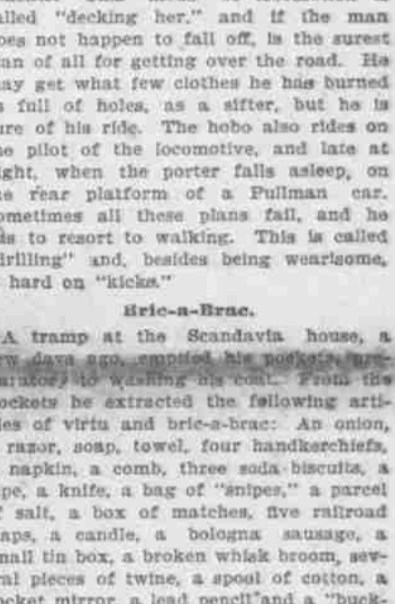 alled "decking her," and if the man
oes not happen to fall off, is the surest
an of all for getting over the road. He
ay get what few clothes he has burned
s full of holes, as a sifter, but he is
ure of his ride. The hobo also rides on
he pilot of the locomotive, and late at
ight, when the porter falls asleep, on
he rear platform of a Pullman car.
ometimes all these plans fail, and he
as to resort to walking. This is called
drilling" and, besides being wearisome,
hard on "kicks."
Bric-a-Brac.
A tramp at the Scandavia house, a
ew days ago, emptied his pockets, pre-
aratory to washing his coat. From the
ockets he extracted the following arti-
les of virtu and bric-a-brac: An onion,
razor, soap, towel, four handkerchiefs,
napkin, a comb, three soda biscuits, a
ipe, a knife, a bag of "snipes," a parcel
f salt, a box of matches, five railroad
aps, a candle, a bologna sausage, a
mall tin box, a broken whisk broom, sev-
ral pieces of twine, a spool of cotton, a
ocket mirror, a lead pencil and a "buck-